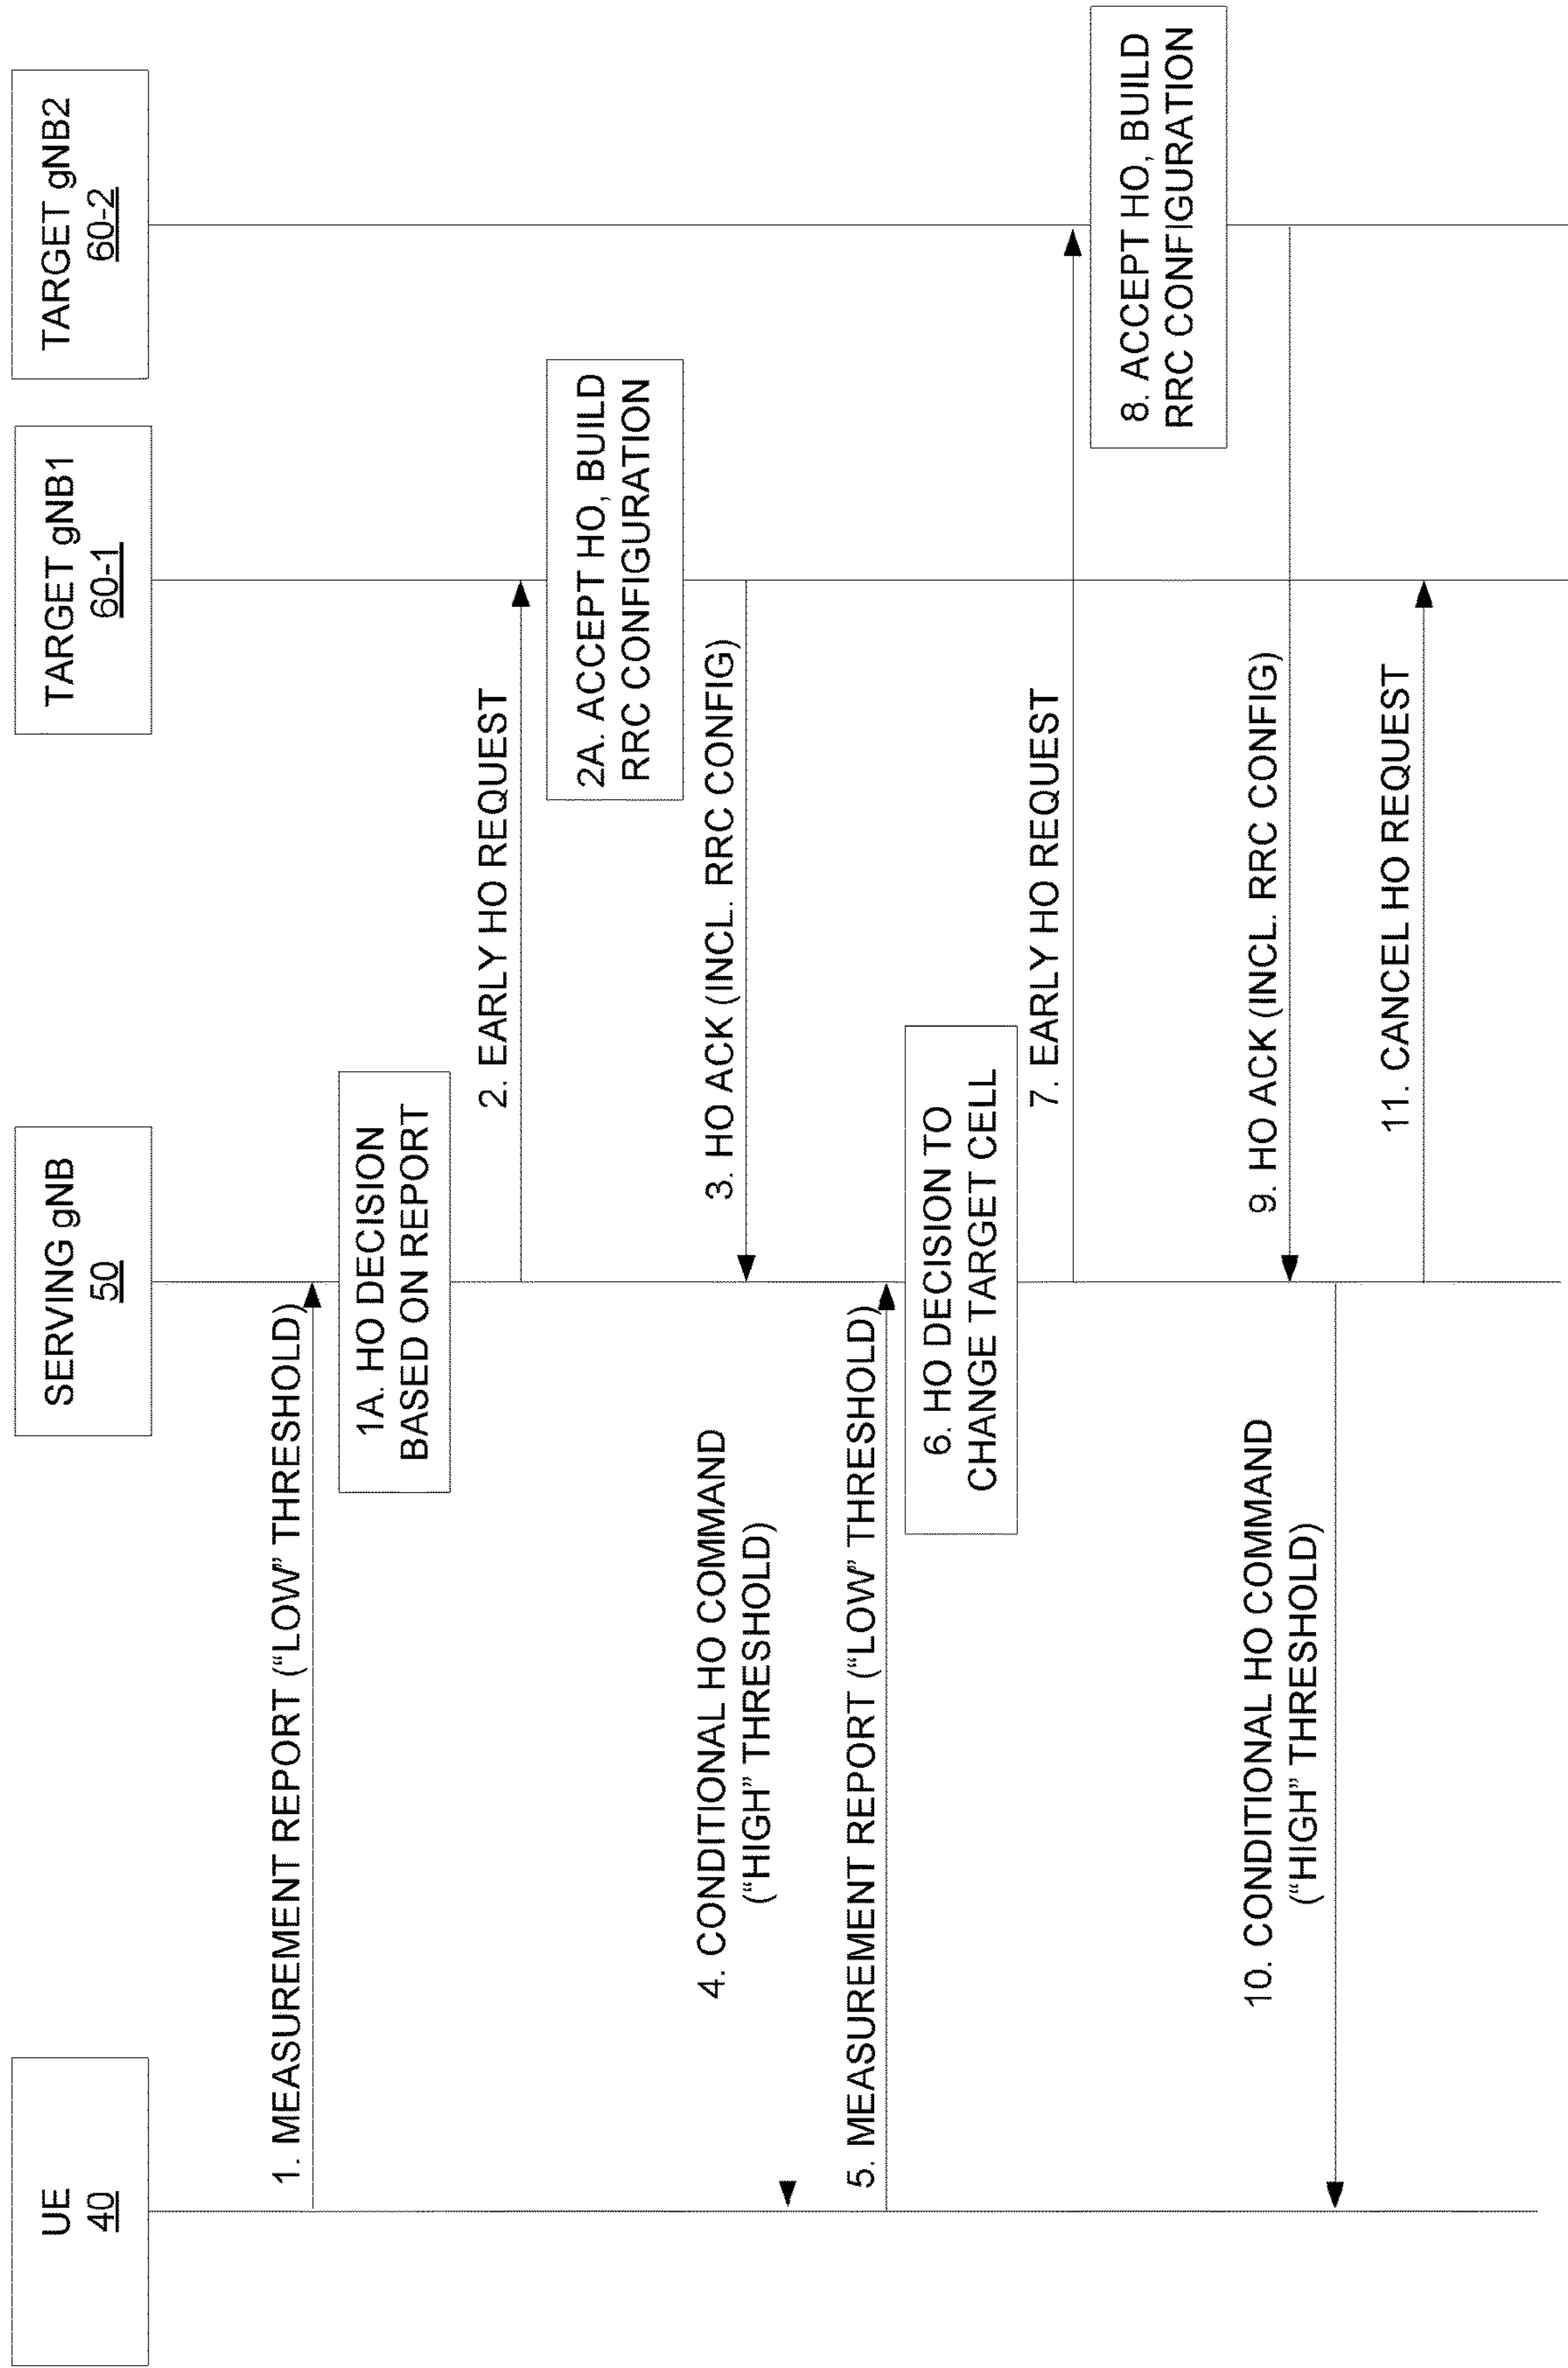 UE
40
SERVING gNB
50
TARGET gNB1
60-1
TARGET gNB2
60-2
1. MEASUREMENT REPORT (“LOW” THRESHOLD)
1A. HO DECISION
BASED ON REPORT
2. EARLY HO REQUEST
2A. ACCEPT HO, BUILD
RRC CONFIGURATION
3. HO ACK (INCL. RRC CONFIG)
4. CONDITIONAL HO COMMAND
(“HIGH” THRESHOLD)
5. MEASUREMENT REPORT (“LOW” THRESHOLD)
6. HO DECISION TO
CHANGE TARGET CELL
7. EARLY HO REQUEST
8. ACCEPT HO, BUILD
RRC CONFIGURATION
9. HO ACK (INCL. RRC CONFIG)
10. CONDITIONAL HO COMMAND
(“HIGH” THRESHOLD)
11. CANCEL HO REQUEST